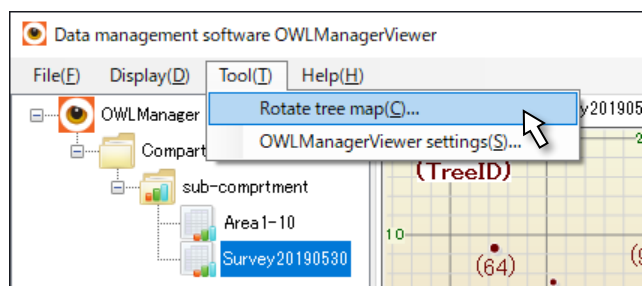 Data management software OWLManagerViewer
File(F) Display(D) Tool(T) Help(H)
OWLManager
Rotate tree map(C)...
y201905
Compart
OWLManagerViewer settings(S)...
sub-comprtment
(TreeID)
Area1-10
10
Survey20190530
(64)